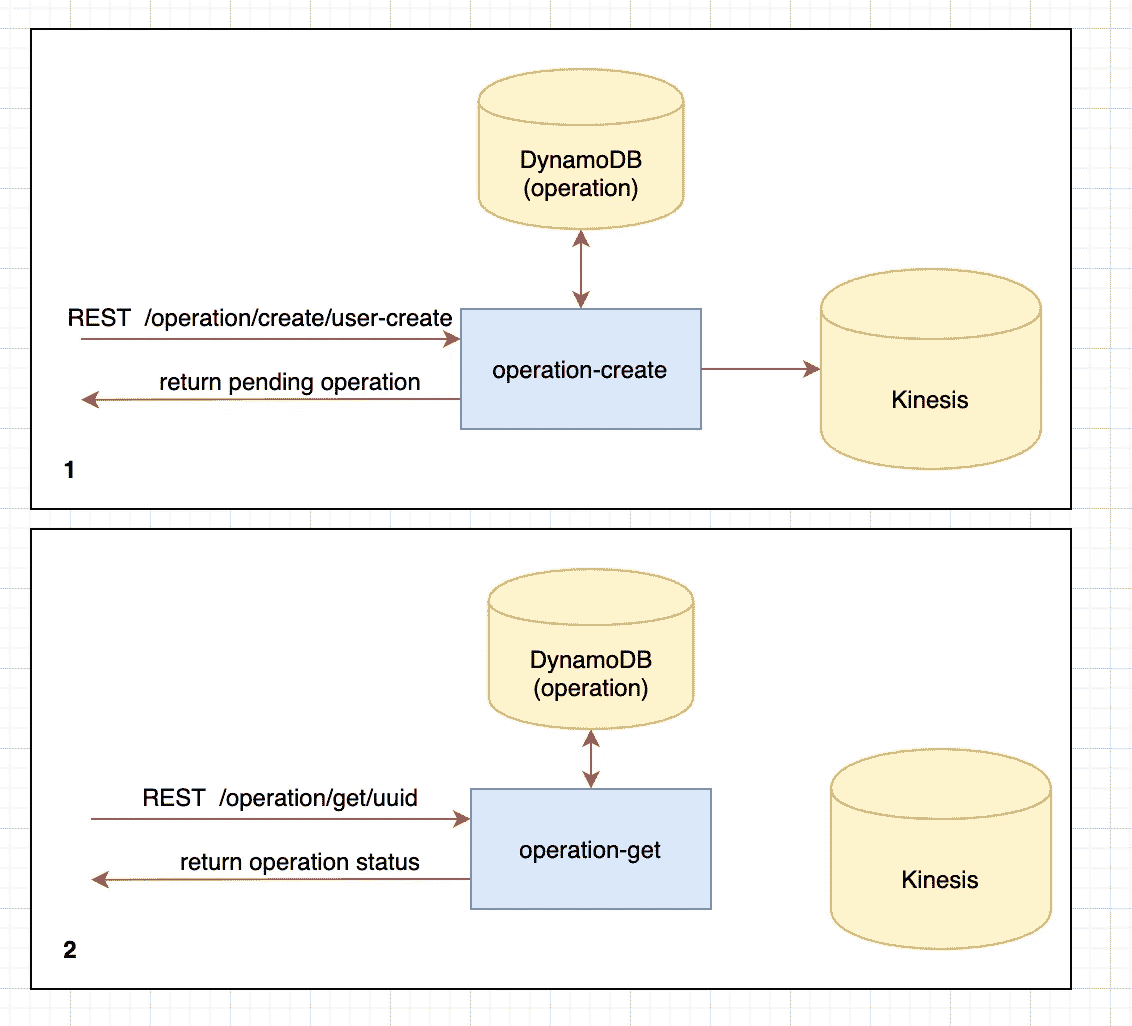 DynamoDB
(operation)
REST  /operation/create/user-create
operation-create
return pending operation
Kinesis
1
DynamoDB
(operation)
REST  /operation/get/uuid
operation-get
return operation status
Kinesis
2